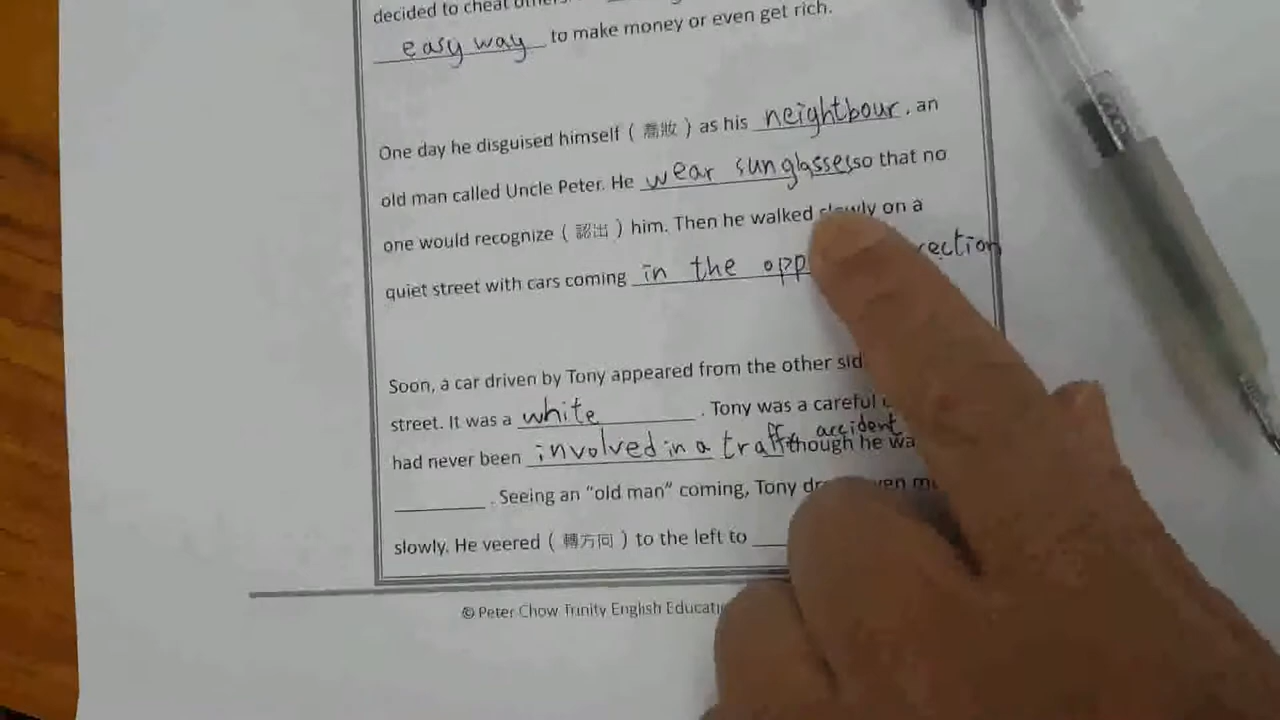 decided to cheat
easy way to make money or even get rich.
One day he disguised himself ( 喬妝 ) as his neightbour . an
old man called Uncle Peter. He wear sunglasses so that no
one would recognize ( 認出 ) him. Then he walked slowly on a
quiet street with cars coming in the opp rection
Soon, a car driven by Tony appeared from the other sid
street. It was a white . Tony was a careful
accident
had never been involved in a traffi though he wa
. Seeing an "old man" coming, Tony dr ven m
slowly. He veered ( 轉方向 ) to the left to
© Peter Chow Trinity English Educati